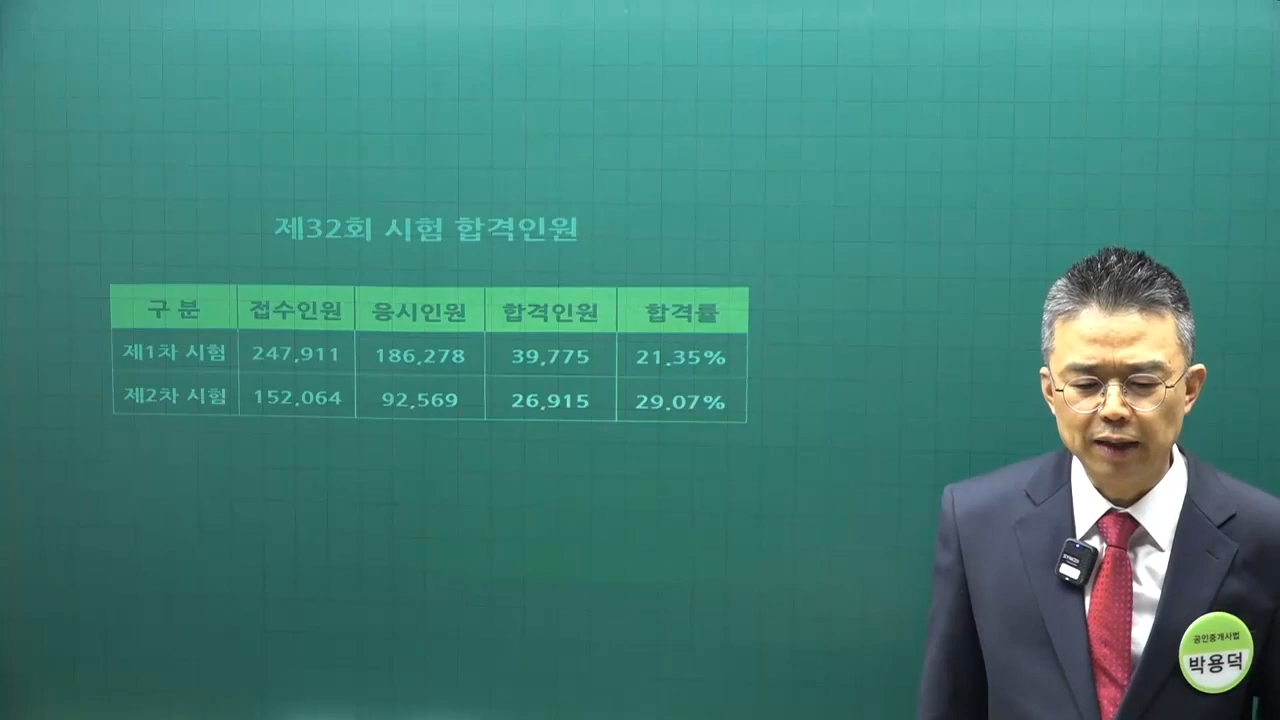 제32회 시험 합격인원
구 분 접수인원 응시인원 합격인원 합격률
제1차 시험 247,911 186,278 39,775 21.35%
제2차 시험 152,064 92,569 26,915 29.07%
공인중개사법
박용덕